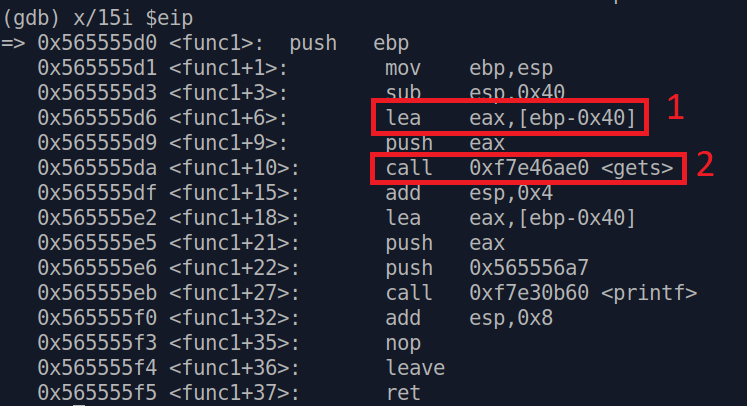 (gdb) x/15i $eip
=> 0x565555d0 <func1>: push ebp
0x565555d1 <func1+1>: mov ebp,esp
0x565555d3 <func1+3>: sub esp,0x40
0x565555d6 <func1+6>: lea eax,[ebp-0x40] 1
0x565555d9 <func1+9>: push eax
0x565555da <func1+10>: call 0xf7e46ae0 <gets> 2
0x565555df <func1+15>: add esp,0x4
0x565555e2 <func1+18>: lea eax,[ebp-0x40]
0x565555e5 <func1+21>: push eax
0x565555e6 <func1+22>: push 0x565556a7
0x565555eb <func1+27>: call 0xf7e30b60 <printf>
0x565555f0 <func1+32>: add esp,0x8
0x565555f3 <func1+35>: nop
0x565555f4 <func1+36>: leave
0x565555f5 <func1+37>: ret